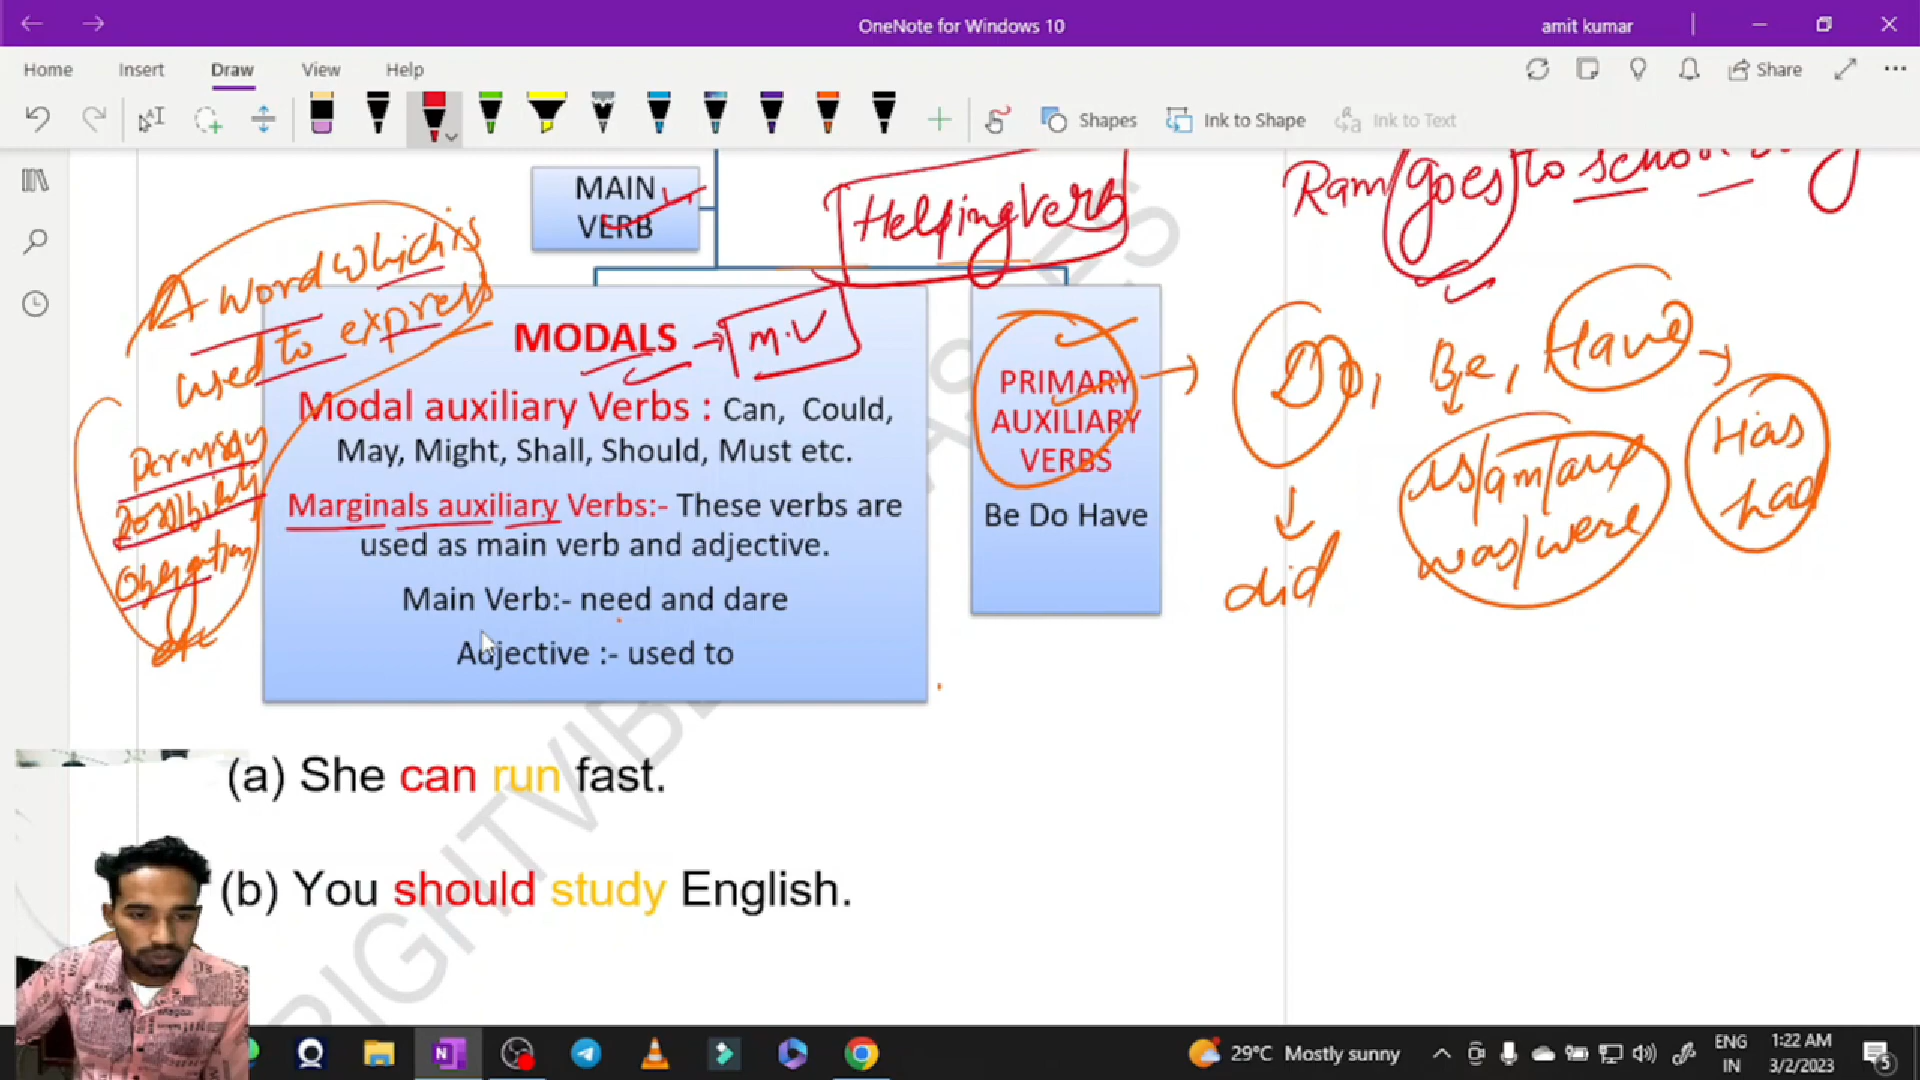 OneNote for Windows 10
amit kumar
Home Insert Draw View Help
Share
Shapes
Ink to Shape
Ink to Text
MAIN
VERB
Helping Verb
Ram goes to school
A word which is
used to express
obligation
etc
MODALS → M.V
Modal auxiliary Verbs : Can, Could,
May, Might, Shall, Should, Must etc.
Marginals auxiliary Verbs:- These verbs are
used as main verb and adjective.
Main Verb:- need and dare
Adjective :- used to
PRIMARY
AUXILIARY
VERBS
Be Do Have
Do, Be, Have
did
is/am/are
was/were
Has
had
(a) She can run fast.
(b) You should study English.
29°C Mostly sunny
ENG
IN
1:22 AM
3/2/2023
5